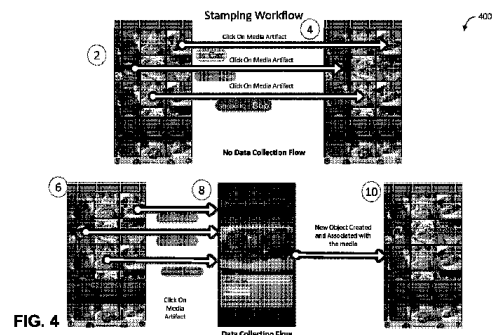 Stamping Workflow
400
2
4
Click On Media Artifact
Click On Media Artifact
Click On Media Artifact
No Data Collection Flow
6
8
10
New Object Created
and Associated with
the media
Click On
Media
Artifact
FIG. 4
Data Collection Flow